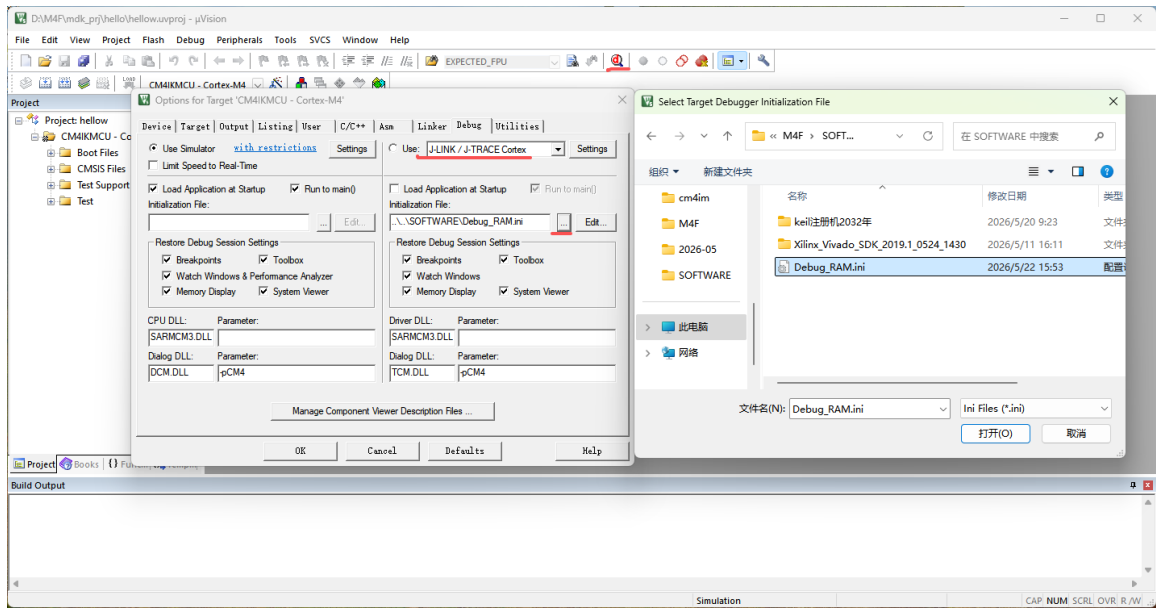 D:\M4F\mdk_prj\hello\hellow.uvproj - µVision
File Edit View Project Flash Debug Peripherals Tools SVCS Window Help
EXPECTED_FPU
CM4IKMCU - Cortex-M4
Project
Project: hellow
CM4IKMCU - Co
Boot Files
CMSIS Files
Test Support
Test
Options for Target 'CM4IKMCU - Cortex-M4'
Device Target Output Listing User C/C++ Asm Linker Debug Utilities
Use Simulator with restrictions Settings
Limit Speed to Real-Time
Use: J-LINK / J-TRACE Cortex Settings
Load Application at Startup Run to main()
Initialization File:
... Edit...
Load Application at Startup Run to main()
Initialization File:
..\..\SOFTWARE\Debug_RAM.ini ... Edit...
Restore Debug Session Settings
Breakpoints Toolbox
Watch Windows & Performance Analyzer
Memory Display System Viewer
Restore Debug Session Settings
Breakpoints Toolbox
Watch Windows
Memory Display System Viewer
CPU DLL: Parameter:
SARMCM3.DLL
Dialog DLL: Parameter:
DCM.DLL -pCM4
Driver DLL: Parameter:
SARMCM3.DLL
Dialog DLL: Parameter:
TCM.DLL -pCM4
Manage Component Viewer Description Files ...
OK Cancel Defaults Help
Select Target Debugger Initialization File
« M4F › SOFT...
在 SOFTWARE 中搜索
组织 新建文件夹
cm4im
M4F
2026-05
SOFTWARE
此电脑
网络
名称 修改日期 类型
keil注册机2032年 2026/5/20 9:23
Xilinx_Vivado_SDK_2019.1_0524_1430 2026/5/11 16:11
Debug_RAM.ini 2026/5/22 15:53
文件名(N): Debug_RAM.ini Ini Files (*.ini)
打开(O) 取消
Project Books {}
Build Output
Simulation CAP NUM SCRL OVR R/W